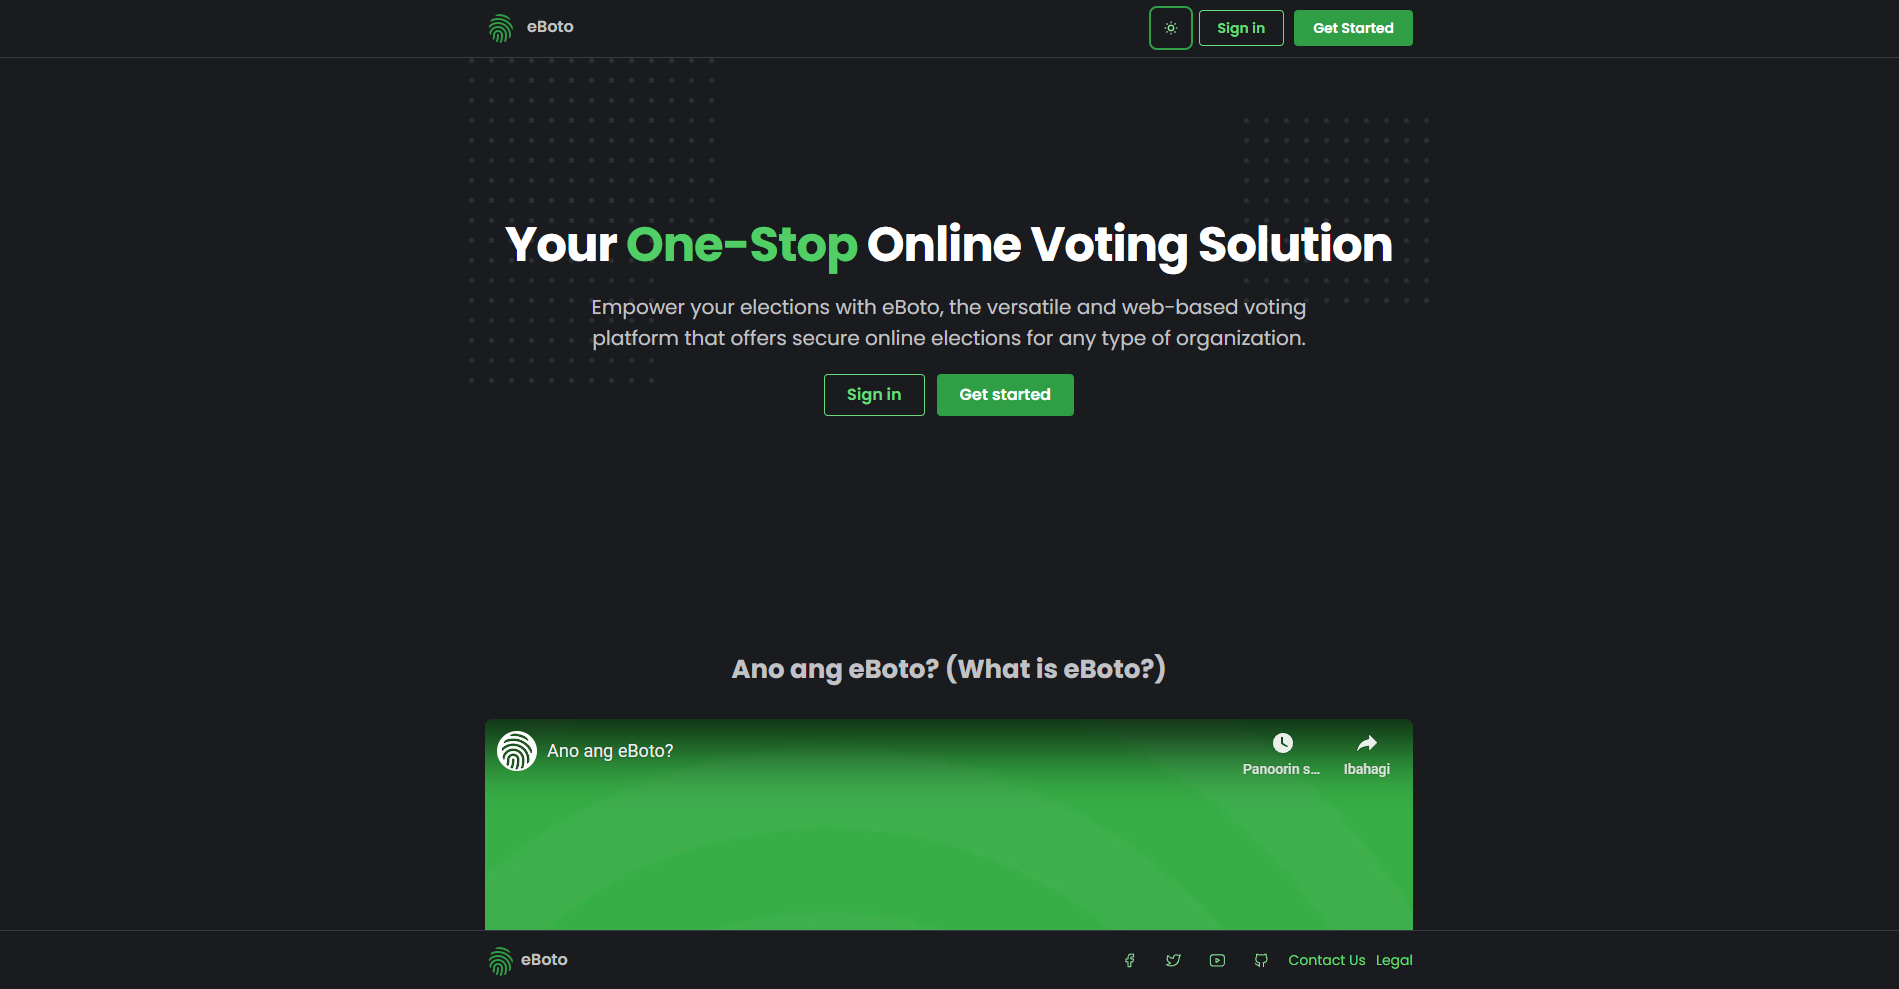 eBoto
Sign in
Get Started
Your One-Stop Online Voting Solution
Empower your elections with eBoto, the versatile and web-based voting
platform that offers secure online elections for any type of organization.
Sign in
Get started
Ano ang eBoto? (What is eBoto?)
Ano ang eBoto?
Panoorin s...
Ibahagi
eBoto
Contact Us
Legal